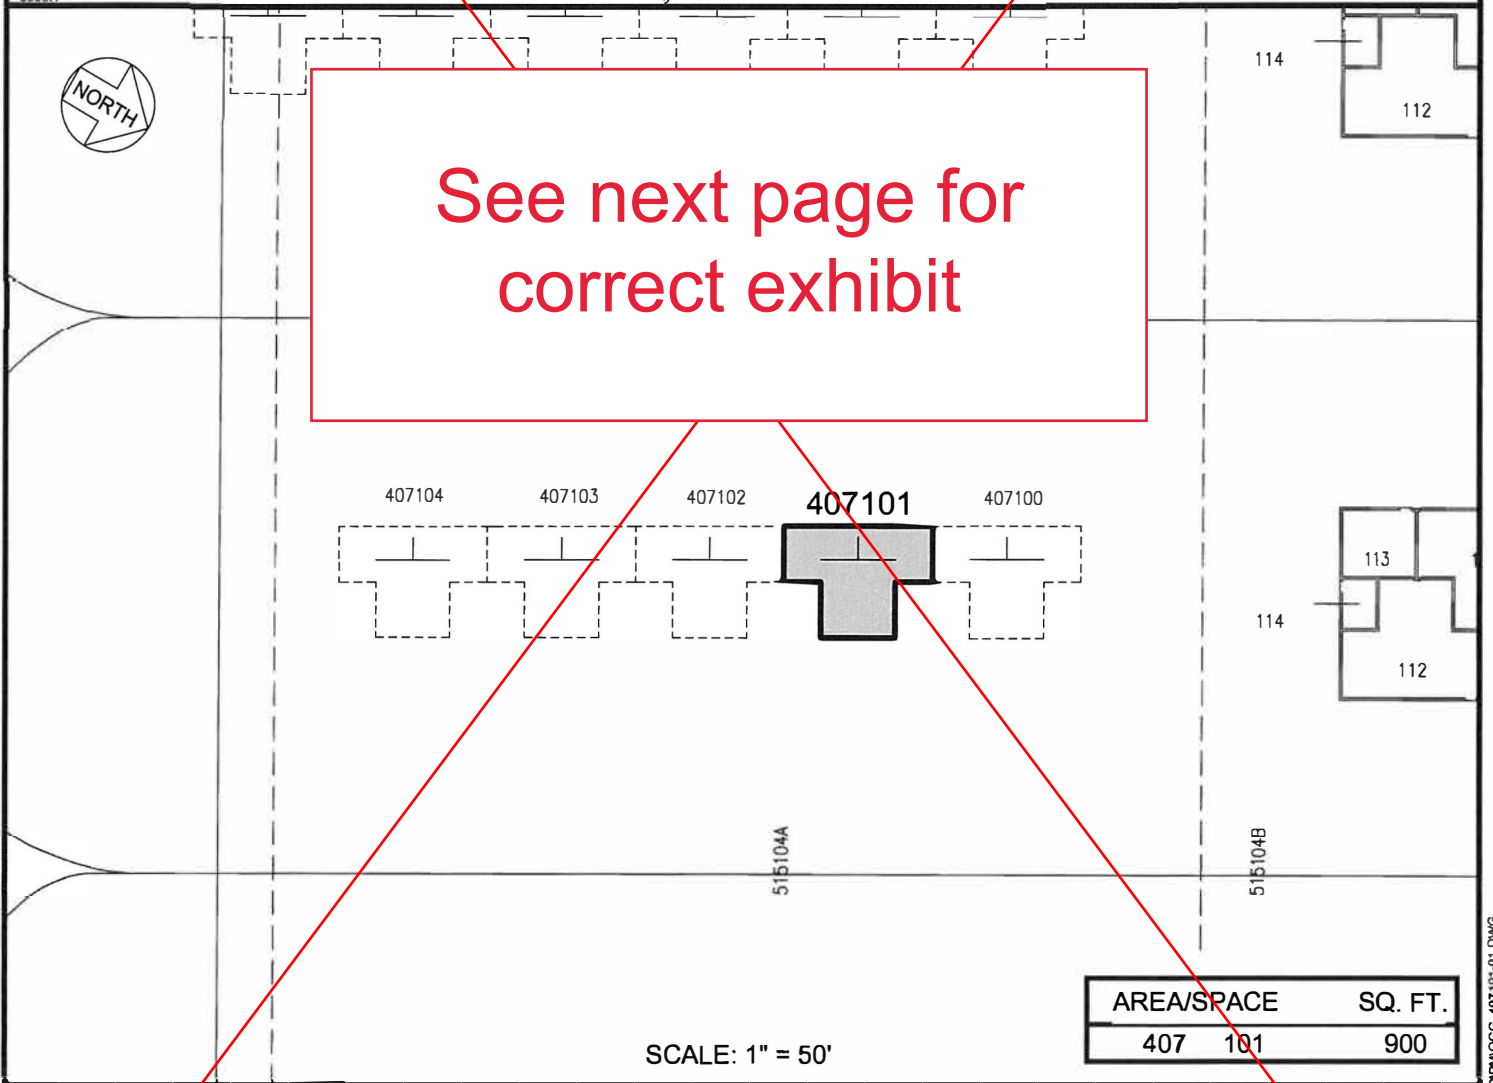 NORTH
114
112
See next page for
correct exhibit
407104
407103
407102
407101
407100
113
114
112
515104A
515104B
AREA/SPACE SQ. FT.
407 101 900
SCALE: 1" = 50'